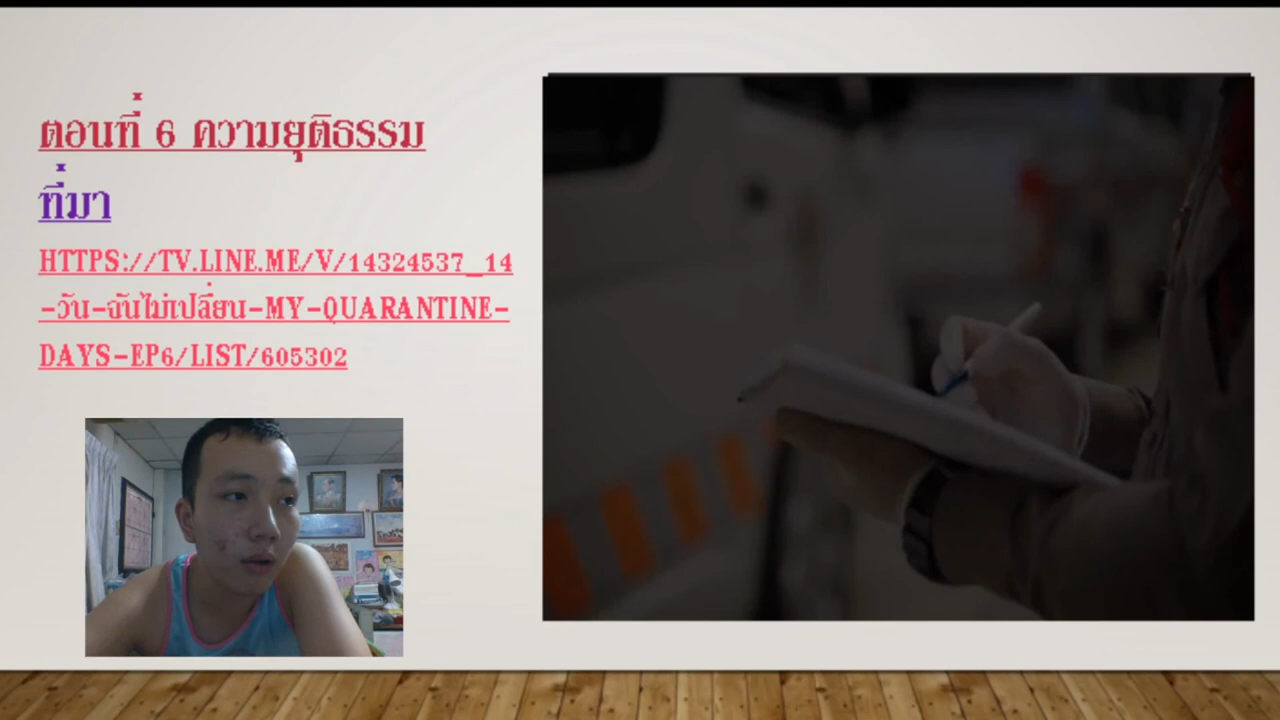 ตอนที่ 6 ความยุติธรรม
ที่มา
HTTPS://TV.LINE.ME/V/14324537_14
-วัน-ฉันไม่เปลี่ยน-MY-QUARANTINE-
DAYS-EP6/LIST/605302